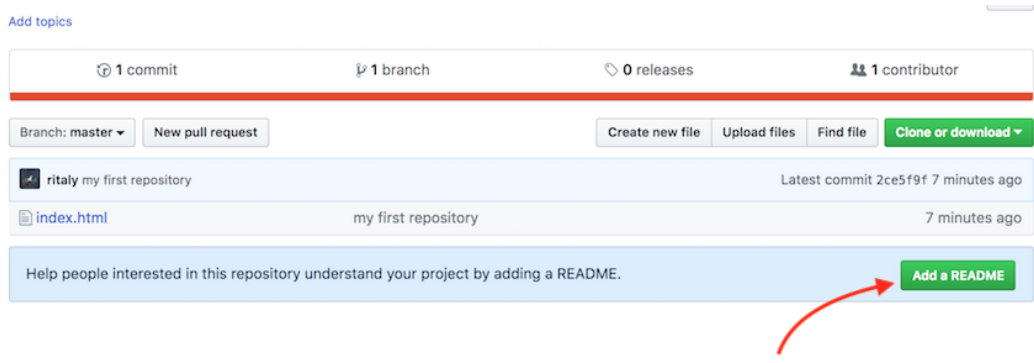 Add topics
1 commit 1 branch 0 releases 1 contributor
Branch: master New pull request Create new file Upload files Find file Clone or download
ritaly my first repository Latest commit 2ce5f9f 7 minutes ago
index.html my first repository 7 minutes ago
Help people interested in this repository understand your project by adding a README. Add a README